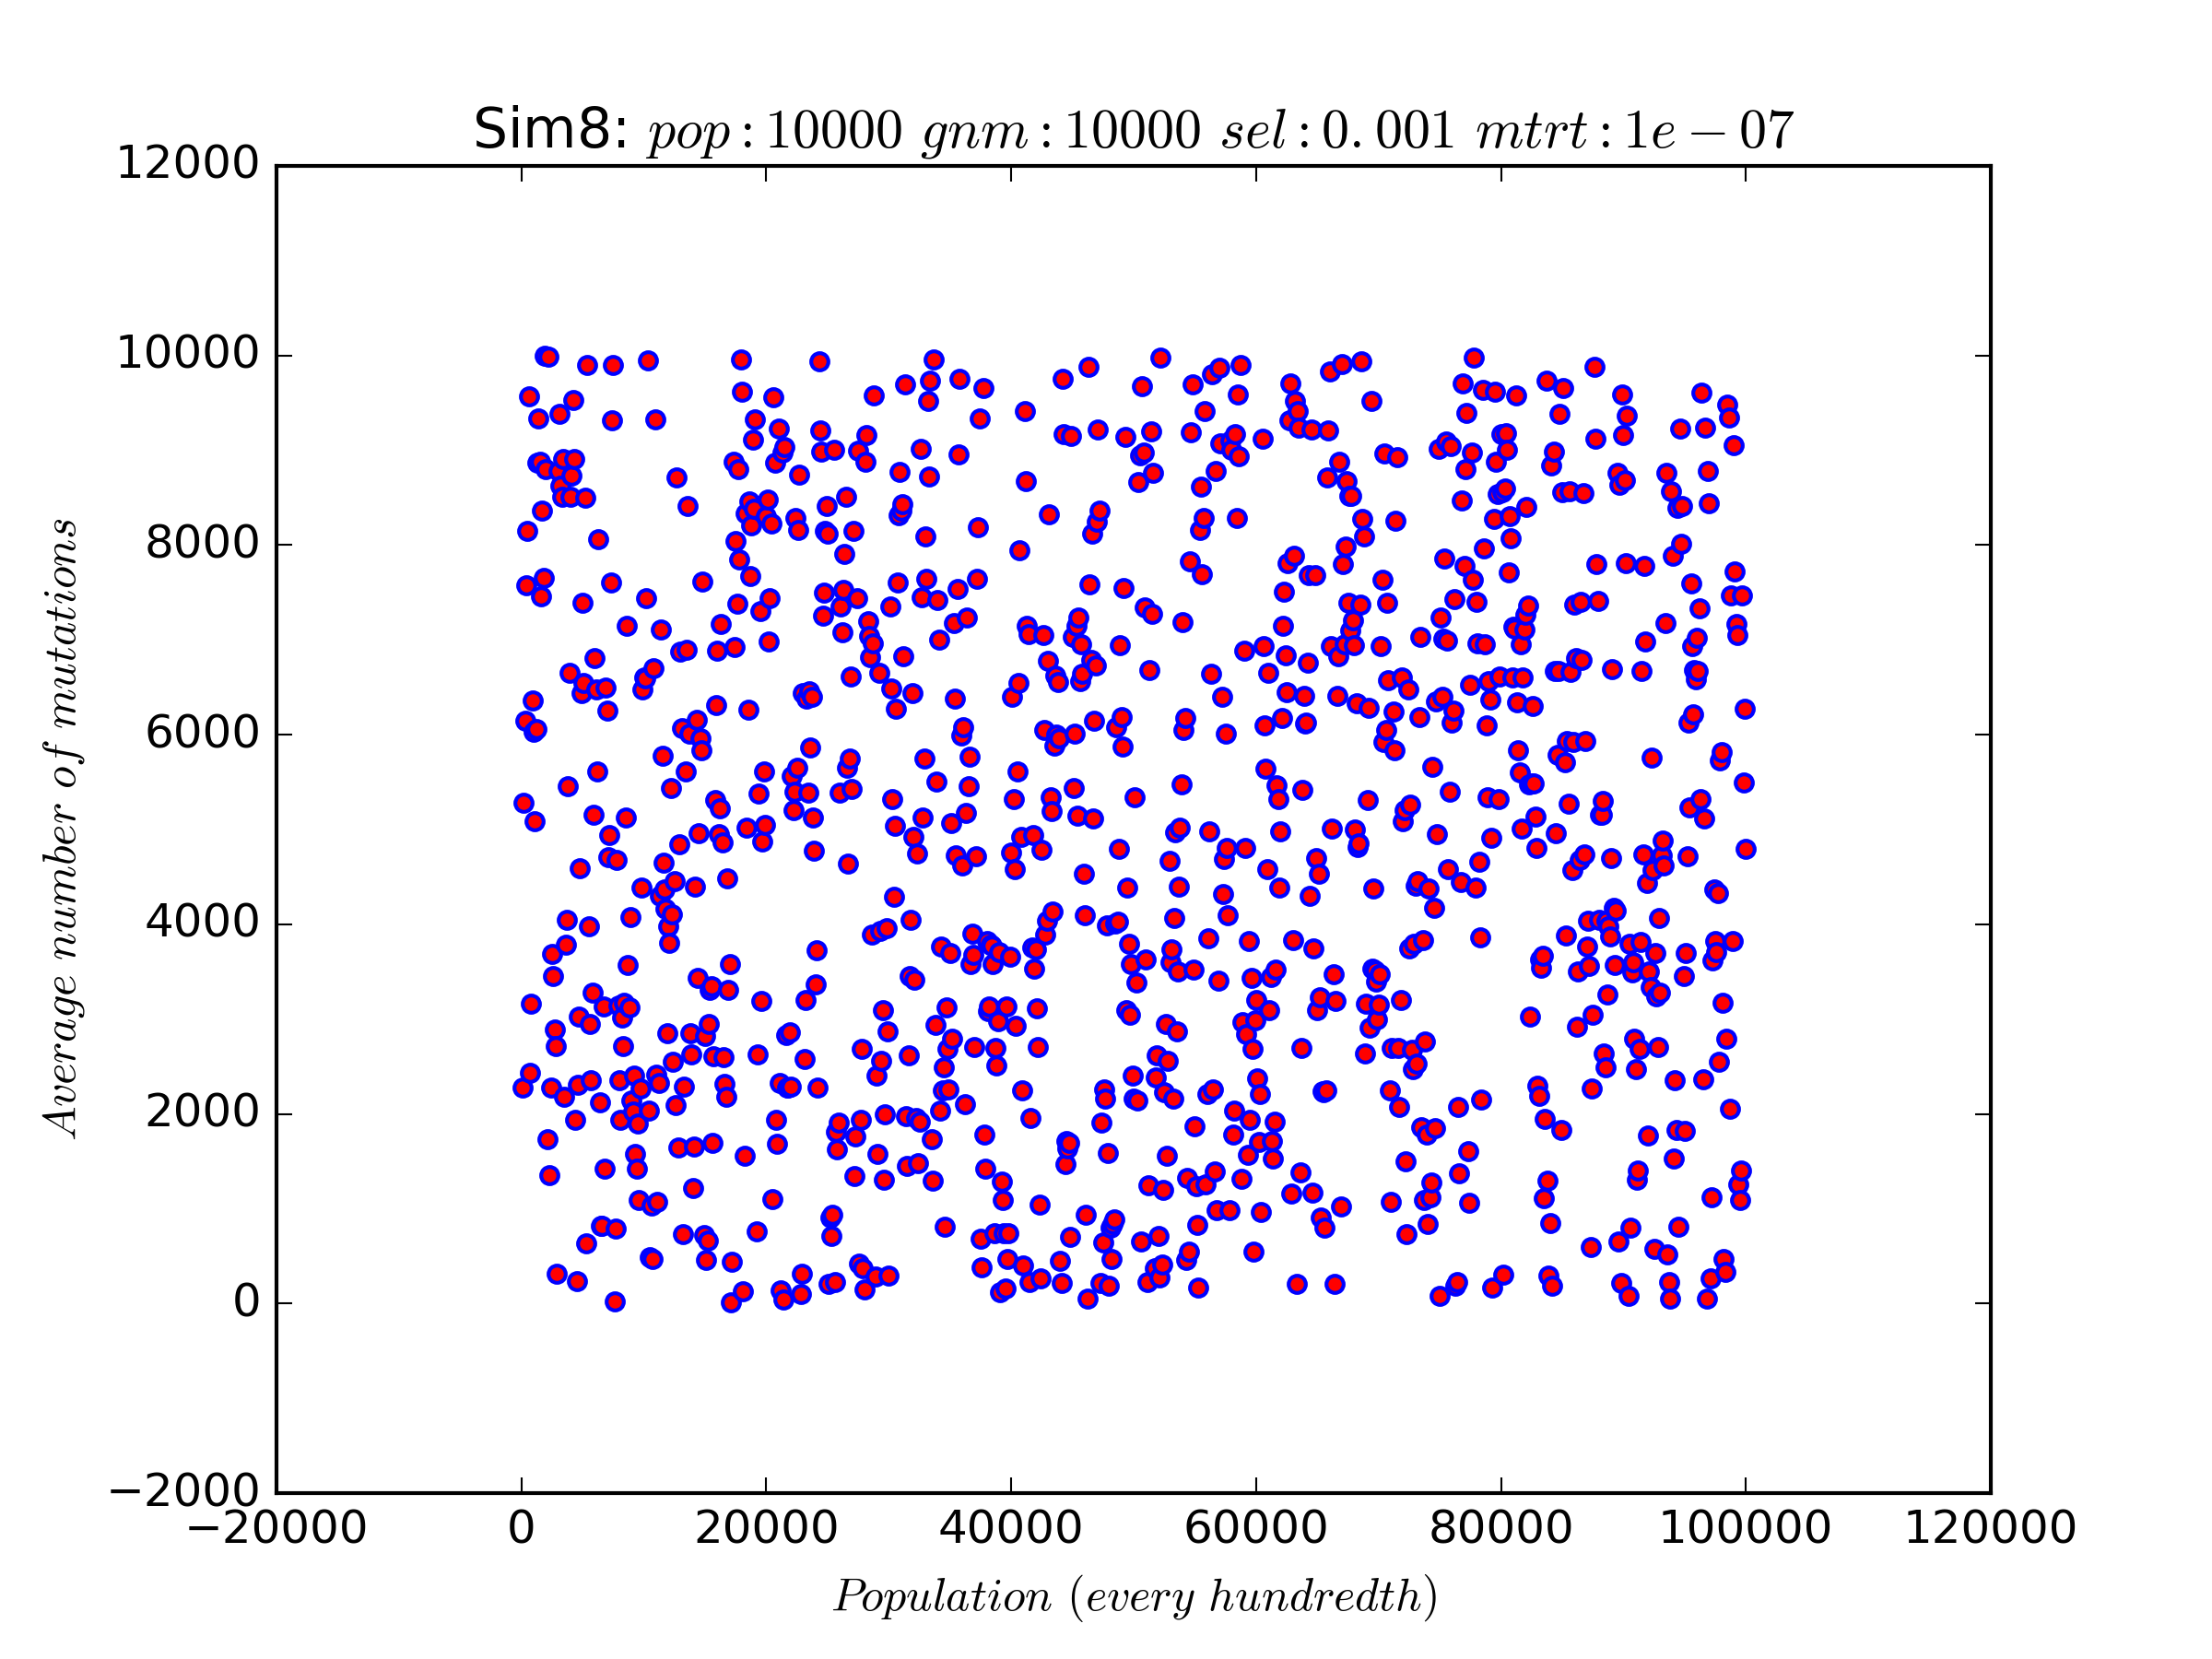 Sim8: pop : 10000 gnm : 10000 sel : 0.001 mtrt : 1e − 07
12000
10000
8000
6000
4000
2000
0
−2000
Average number of mutations
−20000 0 20000 40000 60000 80000 100000 120000
Population (every hundredth)